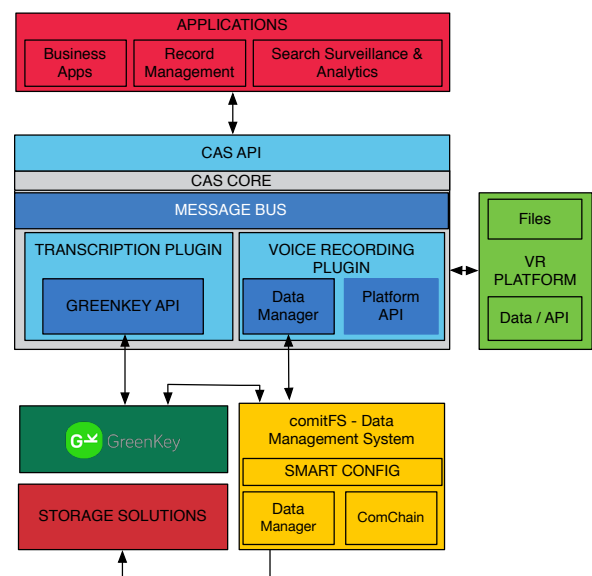 APPLICATIONS
Business
Apps
Record
Management
Search Surveillance &
Analytics
CAS API
CAS CORE
MESSAGE BUS
TRANSCRIPTION PLUGIN
GREENKEY API
VOICE RECORDING
PLUGIN
Data
Manager
Platform
API
Files
VR
PLATFORM
Data / API
GK GreenKey
comitFS - Data
Management System
SMART CONFIG
Data
Manager
ComChain
STORAGE SOLUTIONS